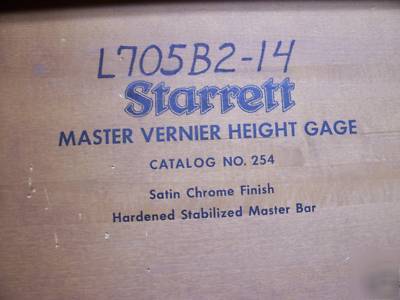 L705B2-14
Starrett
MASTER VERNIER HEIGHT GAGE
CATALOG NO. 254
Satin Chrome Finish
Hardened Stabilized Master Bar